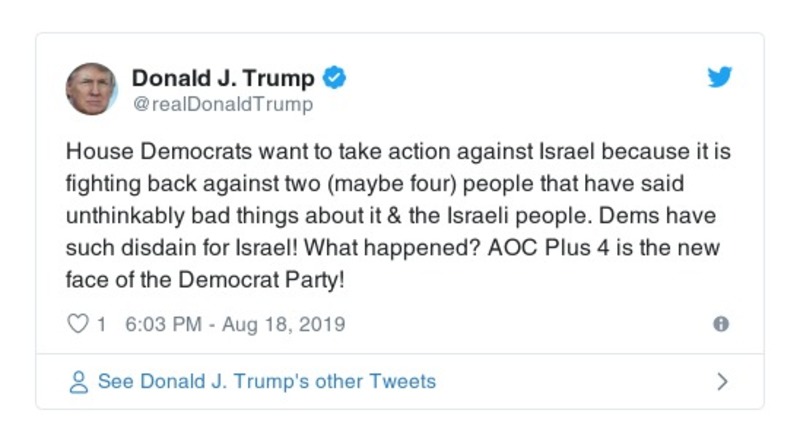 Donald J. Trump
@realDonaldTrump
House Democrats want to take action against Israel because it is
fighting back against two (maybe four) people that have said
unthinkably bad things about it & the Israeli people. Dems have
such disdain for Israel! What happened? AOC Plus 4 is the new
face of the Democrat Party!
1 6:03 PM - Aug 18, 2019
See Donald J. Trump's other Tweets